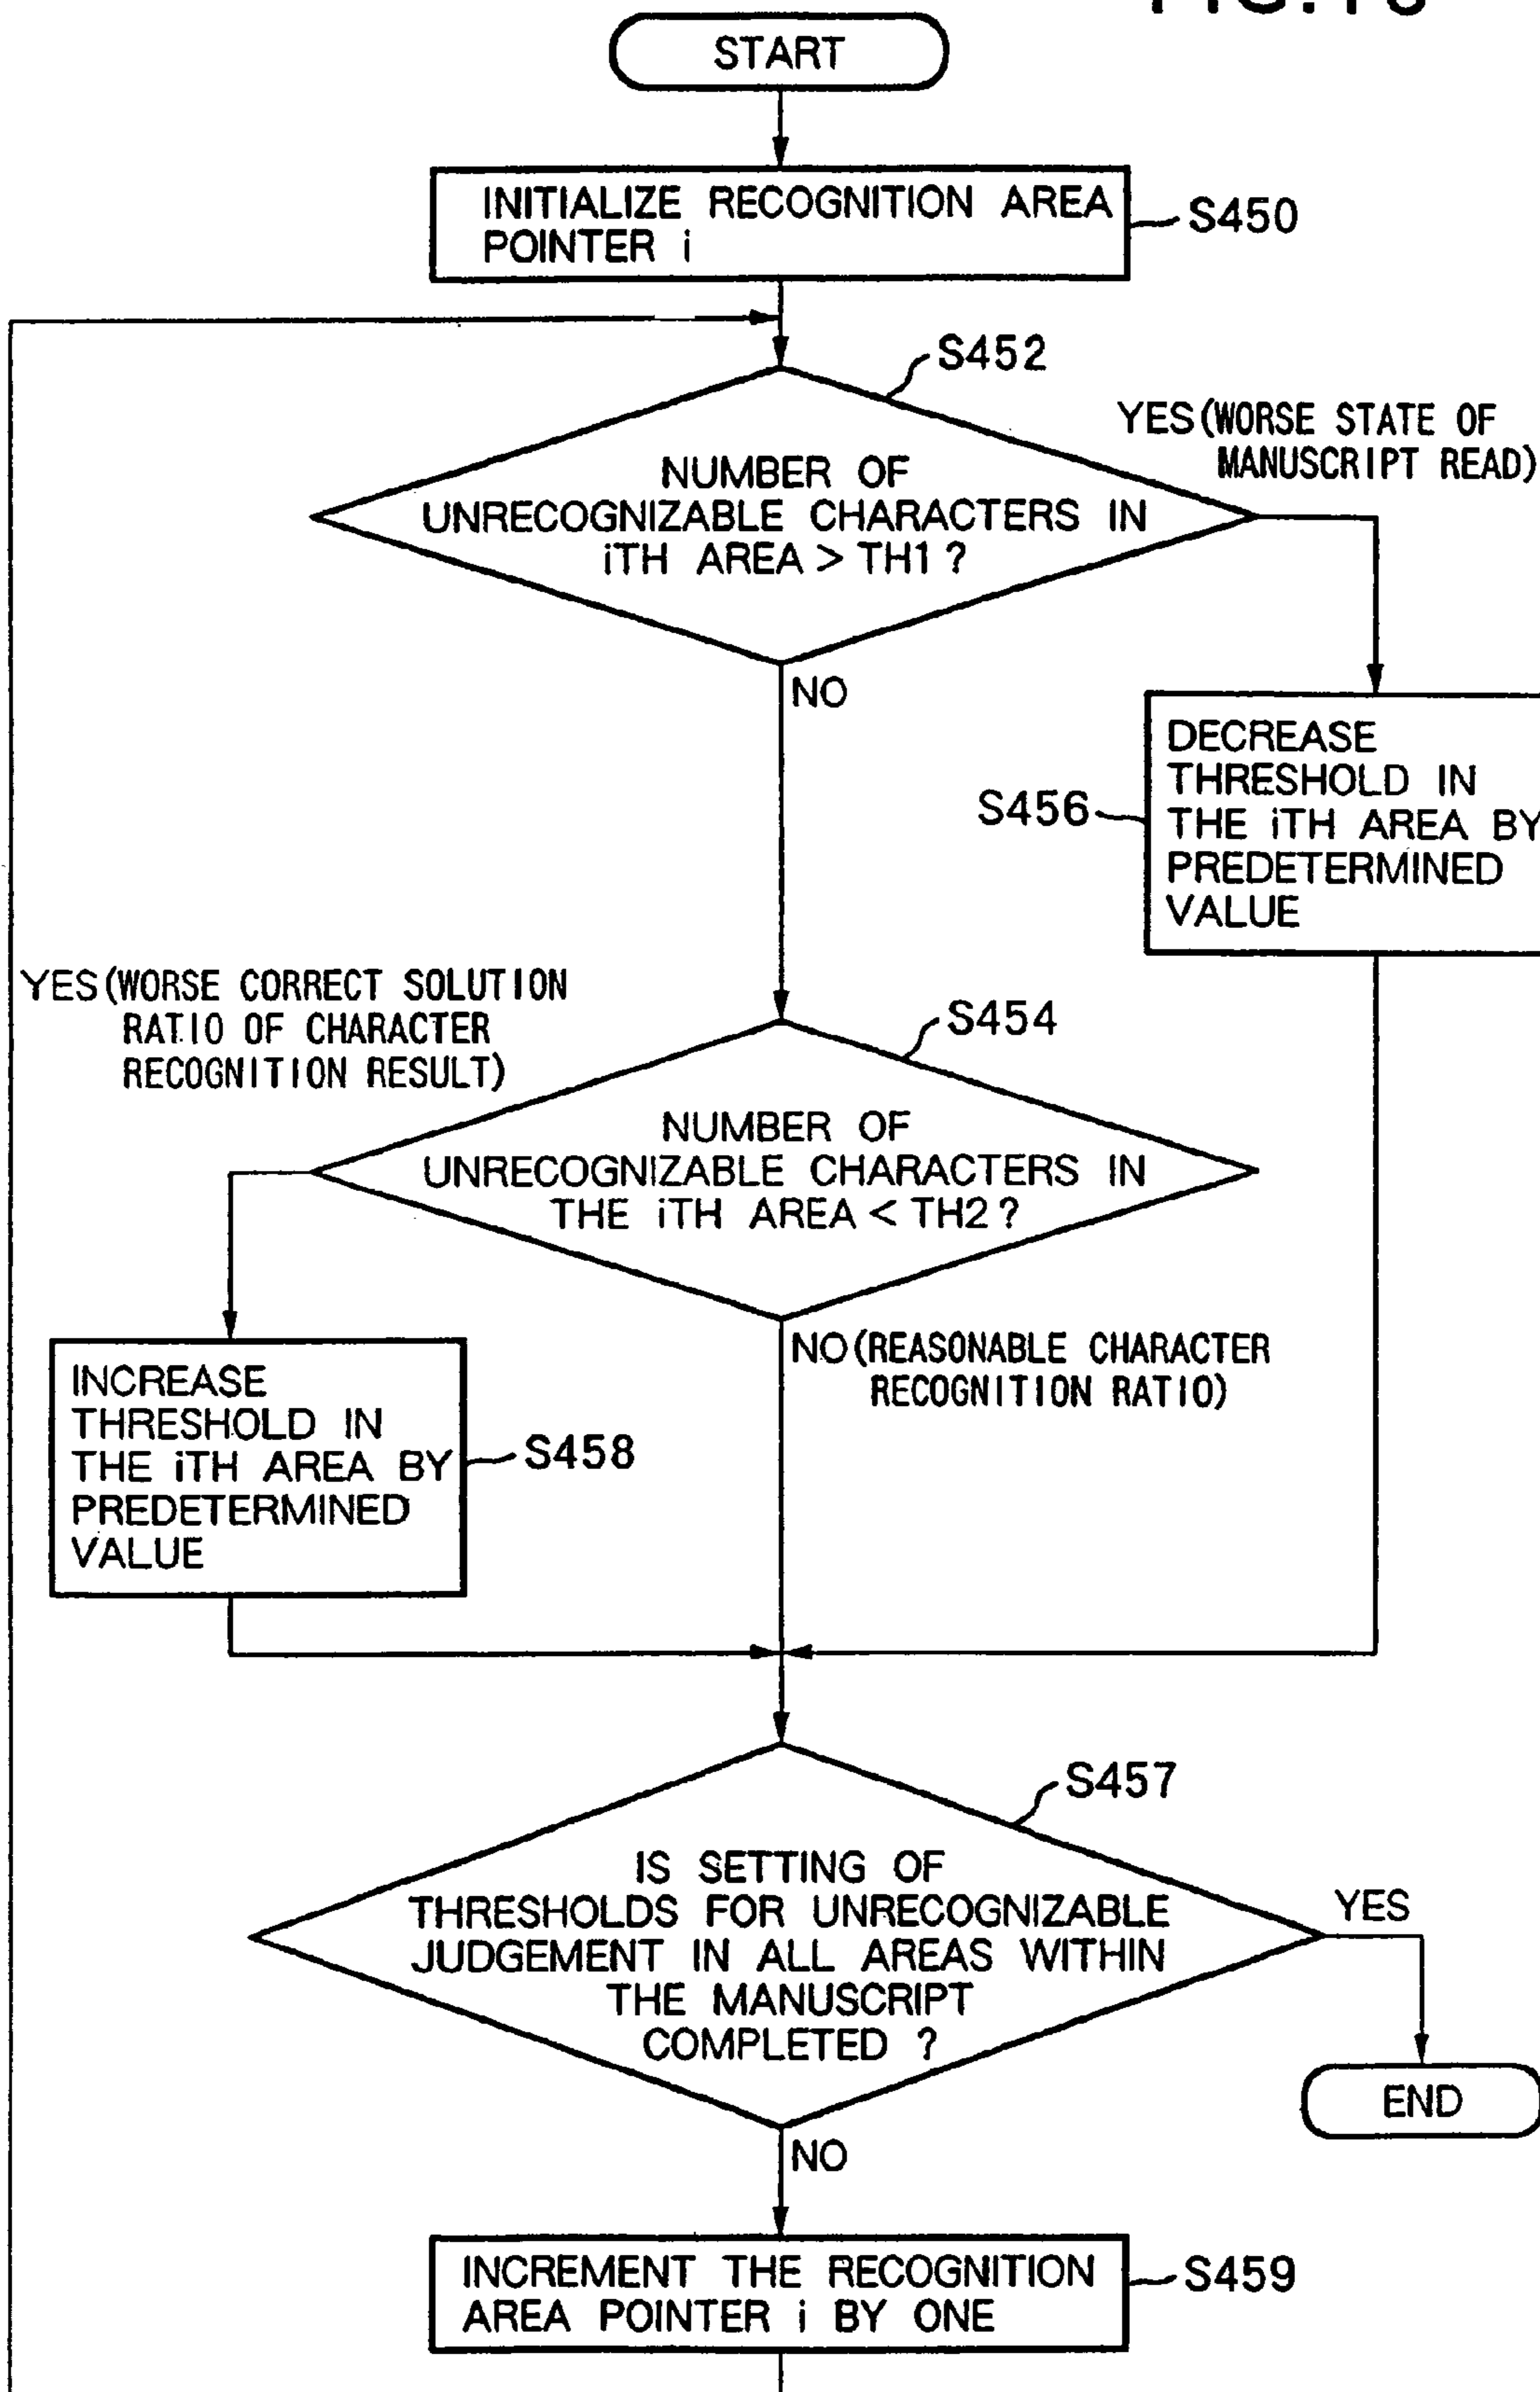 START
INITIALIZE RECOGNITION AREA
POINTER i
S450
S452
YES (WORSE STATE OF
MANUSCRIPT READ)
NUMBER OF
UNRECOGNIZABLE CHARACTERS IN
iTH AREA > TH1 ?
NO
DECREASE
THRESHOLD IN
THE iTH AREA BY
PREDETERMINED
VALUE
S456
YES (WORSE CORRECT SOLUTION
RATIO OF CHARACTER
RECOGNITION RESULT)
S454
NUMBER OF
UNRECOGNIZABLE CHARACTERS IN
THE iTH AREA < TH2 ?
NO (REASONABLE CHARACTER
RECOGNITION RATIO)
INCREASE
THRESHOLD IN
THE iTH AREA BY
PREDETERMINED
VALUE
S458
S457
IS SETTING OF
THRESHOLDS FOR UNRECOGNIZABLE
JUDGEMENT IN ALL AREAS WITHIN
THE MANUSCRIPT
COMPLETED ?
YES
END
NO
INCREMENT THE RECOGNITION
AREA POINTER i BY ONE
S459